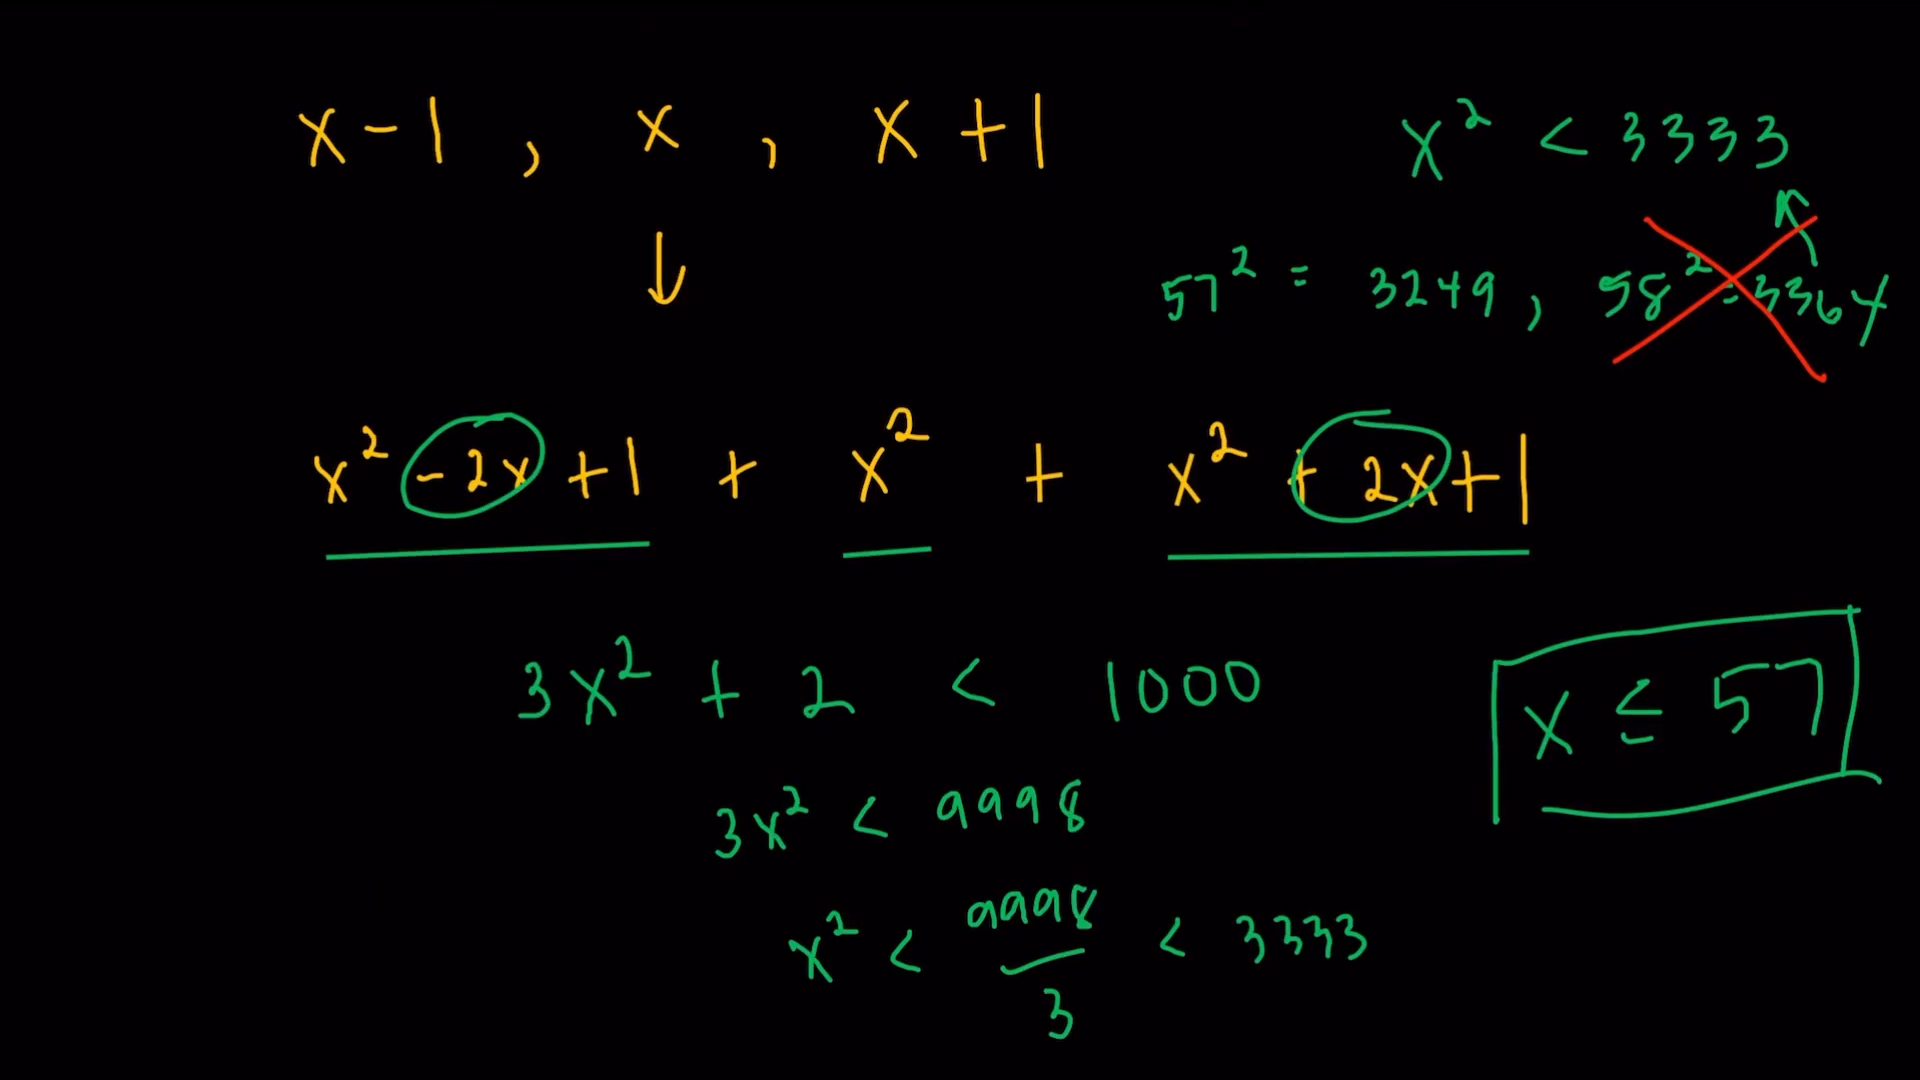 x-1 , x , x+1
x² < 3333
57² = 3249 , 58² = 3364
x² -2x +1 + x² + x² + 2x+1
3x² + 2 < 1000
x ≤ 57
3x² < 9998
x² < 9998/3 < 3333